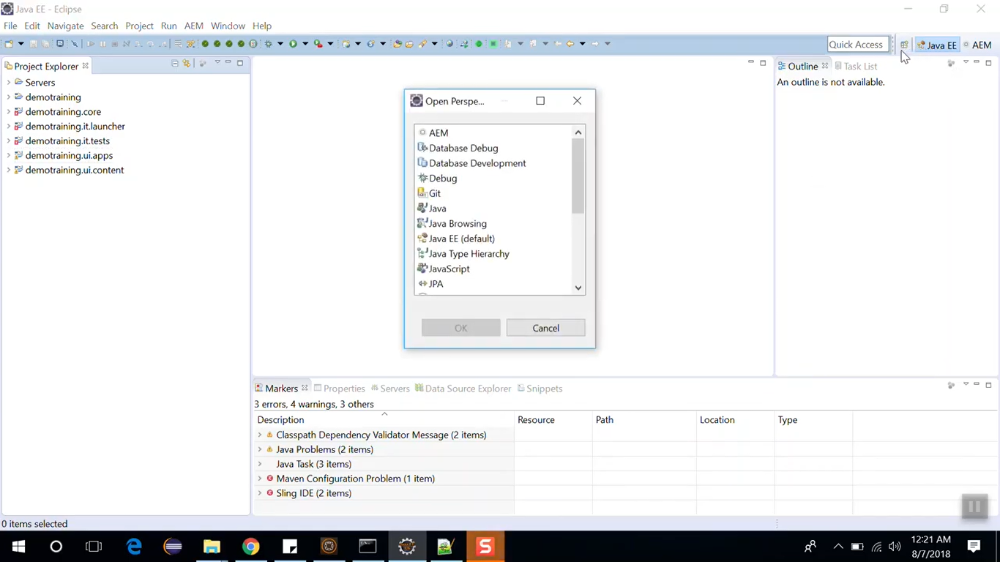 Java EE - Eclipse
File Edit Navigate Search Project Run AEM Window Help
Quick Access
Java EE
AEM
Project Explorer
Servers
demotraining
demotraining.core
demotraining.it.launcher
demotraining.it.tests
demotraining.ui.apps
demotraining.ui.content
Open Perspe...
AEM
Database Debug
Database Development
Debug
Git
Java
Java Browsing
Java EE (default)
Java Type Hierarchy
JavaScript
JPA
OK Cancel
Outline Task List
An outline is not available.
Markers Properties Servers Data Source Explorer Snippets
3 errors, 4 warnings, 3 others
Description Resource Path Location Type
Classpath Dependency Validator Message (2 items)
Java Problems (2 items)
Java Task (3 items)
Maven Configuration Problem (1 item)
Sling IDE (2 items)
0 items selected
12:21 AM
8/7/2018